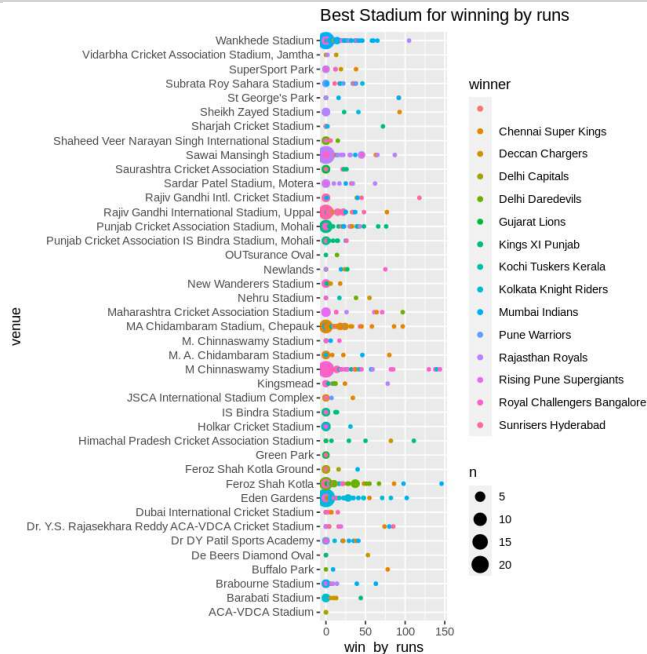 Best Stadium for winning by runs
venue
Wankhede Stadium
Vidarbha Cricket Association Stadium, Jamtha
SuperSport Park
Subrata Roy Sahara Stadium
St George's Park
Sheikh Zayed Stadium
Sharjah Cricket Stadium
Shaheed Veer Narayan Singh International Stadium
Sawai Mansingh Stadium
Saurashtra Cricket Association Stadium
Sardar Patel Stadium, Motera
Rajiv Gandhi Intl. Cricket Stadium
Rajiv Gandhi International Stadium, Uppal
Punjab Cricket Association Stadium, Mohali
Punjab Cricket Association IS Bindra Stadium, Mohali
OUTsurance Oval
Newlands
New Wanderers Stadium
Nehru Stadium
Maharashtra Cricket Association Stadium
MA Chidambaram Stadium, Chepauk
M. Chinnaswamy Stadium
M. A. Chidambaram Stadium
M Chinnaswamy Stadium
Kingsmead
JSCA International Stadium Complex
IS Bindra Stadium
Holkar Cricket Stadium
Himachal Pradesh Cricket Association Stadium
Green Park
Feroz Shah Kotla Ground
Feroz Shah Kotla
Eden Gardens
Dubai International Cricket Stadium
Dr. Y.S. Rajasekhara Reddy ACA-VDCA Cricket Stadium
Dr DY Patil Sports Academy
De Beers Diamond Oval
Buffalo Park
Brabourne Stadium
Barabati Stadium
ACA-VDCA Stadium
0 50 100 150
win_by_runs
winner
Chennai Super Kings
Deccan Chargers
Delhi Capitals
Delhi Daredevils
Gujarat Lions
Kings XI Punjab
Kochi Tuskers Kerala
Kolkata Knight Riders
Mumbai Indians
Pune Warriors
Rajasthan Royals
Rising Pune Supergiants
Royal Challengers Bangalore
Sunrisers Hyderabad
n
5
10
15
20